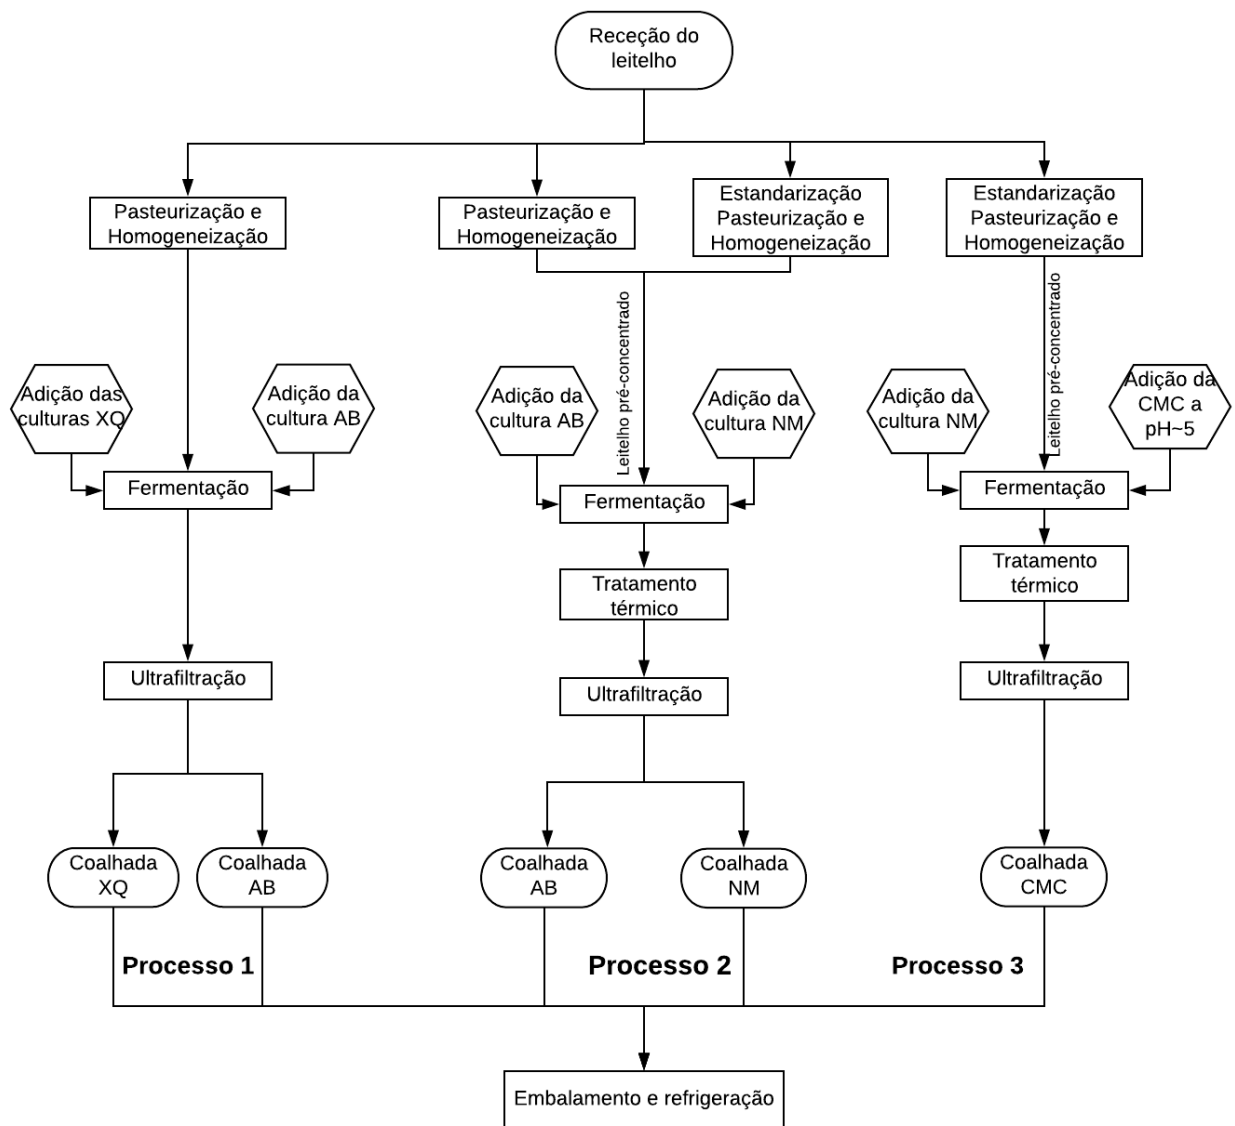 Receção do
leitelho
Pasteurização e
Homogeneização
Pasteurização e
Homogeneização
Estandarização
Pasteurização e
Homogeneização
Estandarização
Pasteurização e
Homogeneização
Leitelho pré-concentrado
Leitelho pré-concentrado
Adição das
culturas XQ
Adição da
cultura AB
Adição da
cultura AB
Adição da
cultura NM
Adição da
cultura NM
Adição da
CMC a
pH~5
Fermentação
Fermentação
Fermentação
Tratamento
térmico
Tratamento
térmico
Ultrafiltração
Ultrafiltração
Ultrafiltração
Coalhada
XQ
Coalhada
AB
Coalhada
AB
Coalhada
NM
Coalhada
CMC
Processo 1
Processo 2
Processo 3
Embalamento e refrigeração